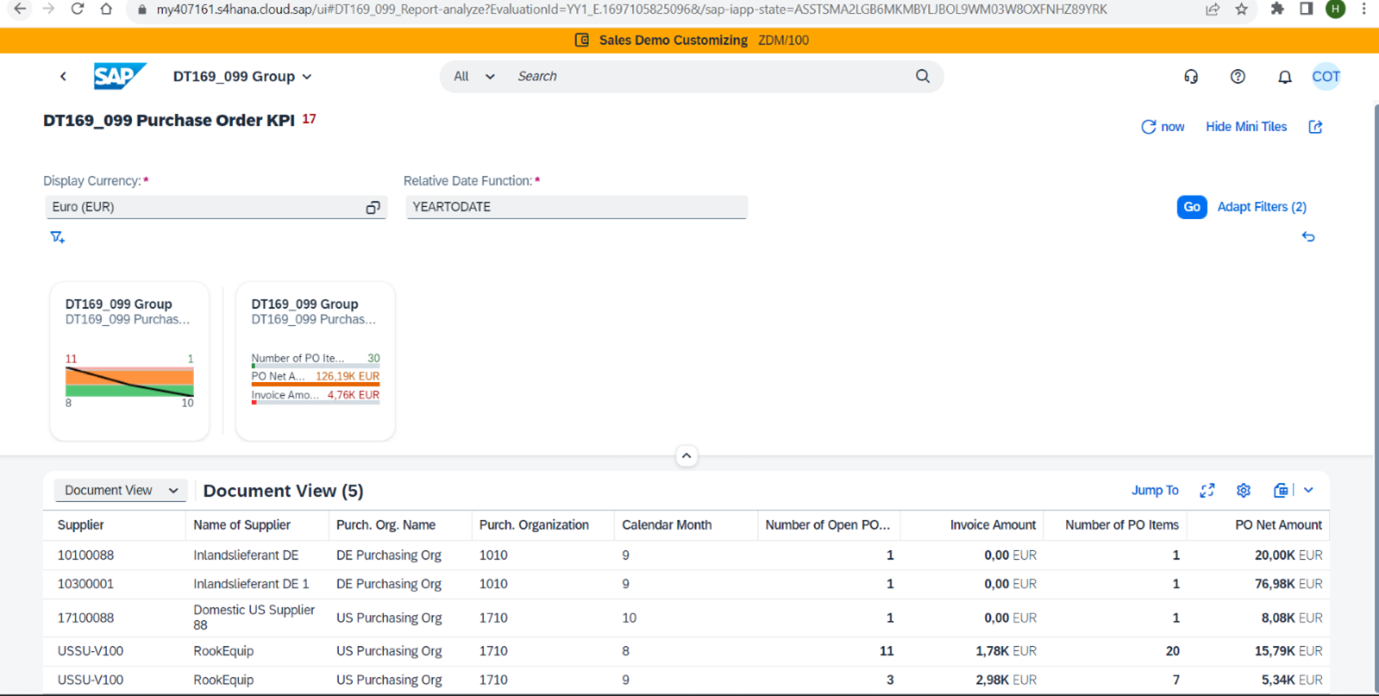 my407161.s4hana.cloud.sap/ui#DT169_099_Report-analyze?EvaluationId=YY1_E.1697105825096&/sap-iapp-state=ASSTSMA2LGB6MKMBYLJBOL9WM03W8OXFNHZ89YRK H
Sales Demo Customizing ZDM/100
SAP DT169_099 Group All Search COT
DT169_099 Purchase Order KPI 17
now Hide Mini Tiles
Display Currency:* Relative Date Function:*
Euro (EUR) YEARTODATE Go Adapt Filters (2)
DT169_099 Group DT169_099 Group
DT169_099 Purchas... DT169_099 Purchas...
11 1 Number of PO Ite... 30
PO Net A... 126,19K EUR
Invoice Amo... 4,76K EUR
8 10
Document View Document View (5) Jump To
Supplier Name of Supplier Purch. Org. Name Purch. Organization Calendar Month Number of Open PO... Invoice Amount Number of PO Items PO Net Amount
10100088 Inlandslieferant DE DE Purchasing Org 1010 9 1 0,00 EUR 1 20,00K EUR
10300001 Inlandslieferant DE 1 DE Purchasing Org 1010 9 1 0,00 EUR 1 76,98K EUR
17100088 Domestic US Supplier 88 US Purchasing Org 1710 10 1 0,00 EUR 1 8,08K EUR
USSU-V100 RookEquip US Purchasing Org 1710 8 11 1,78K EUR 20 15,79K EUR
USSU-V100 RookEquip US Purchasing Org 1710 9 3 2,98K EUR 7 5,34K EUR